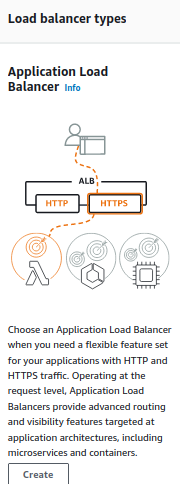 Load balancer types
Application Load
Balancer Info
ALB
HTTP
HTTPS
Choose an Application Load Balancer
when you need a flexible feature set
for your applications with HTTP and
HTTPS traffic. Operating at the
request level, Application Load
Balancers provide advanced routing
and visibility features targeted at
application architectures, including
microservices and containers.
Create